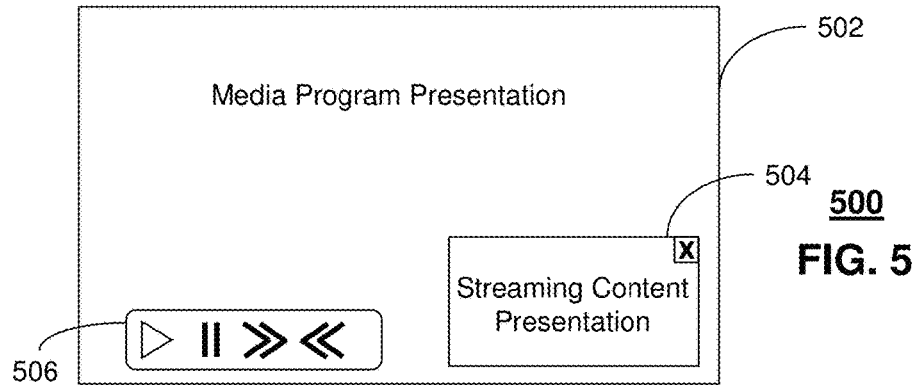 502
Media Program Presentation
504
500
FIG. 5
X
Streaming Content
Presentation
506